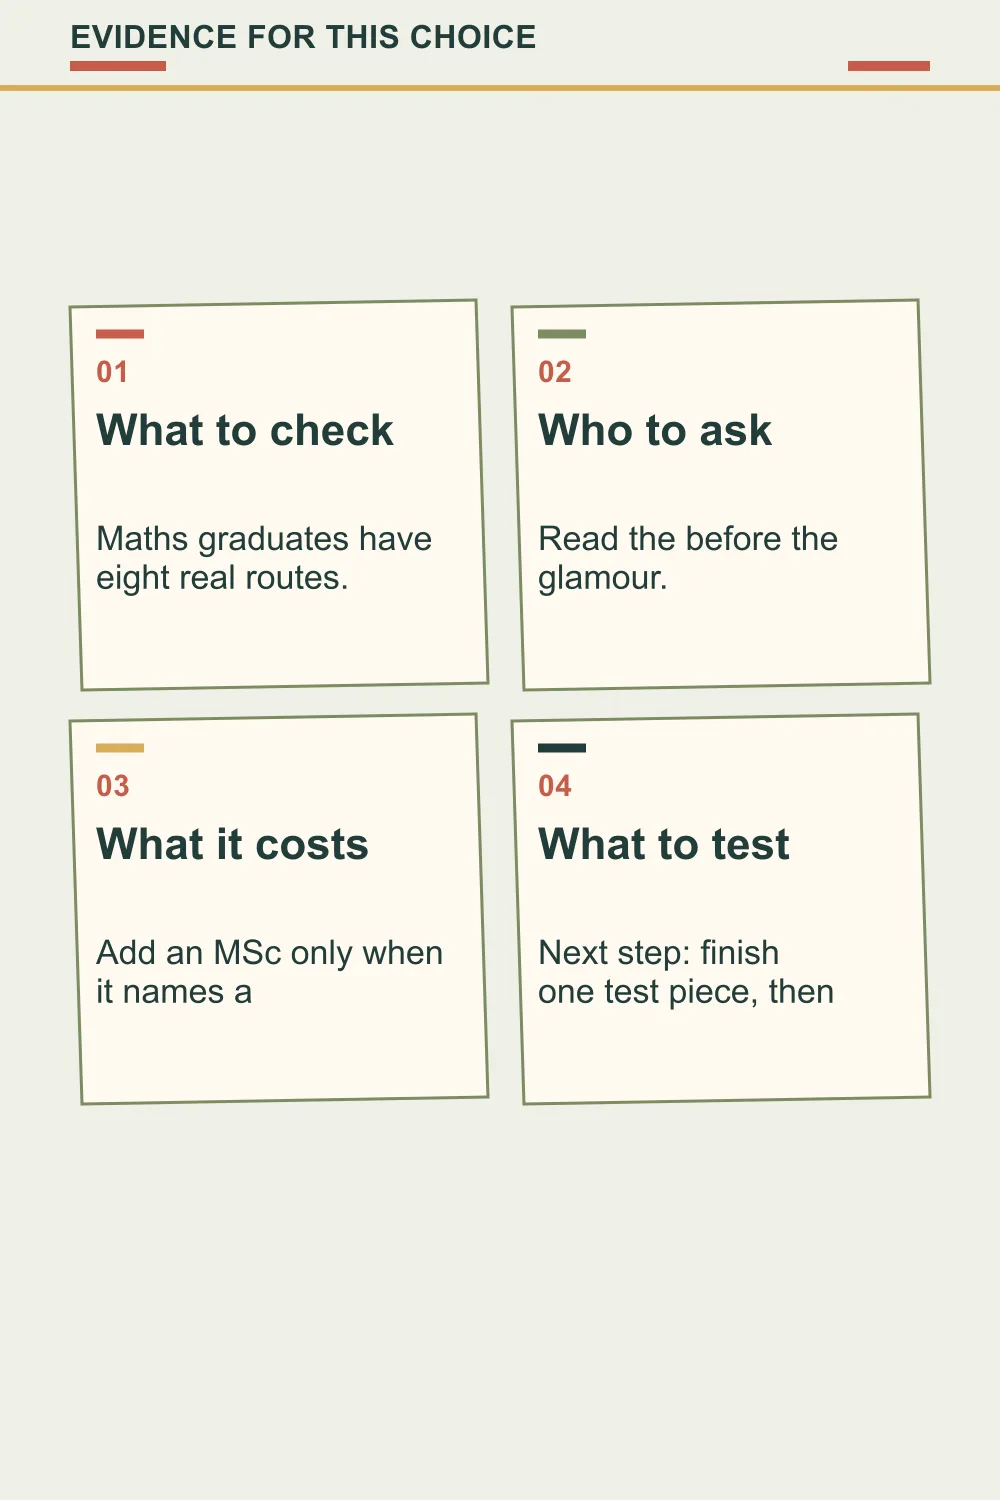 EVIDENCE FOR THIS CHOICE
01
What to check
Maths graduates have
eight real routes.
02
Who to ask
Read the before the
glamour.
03
What it costs
Add an MSc only when
it names a
04
What to test
Next step: finish
one test piece, then